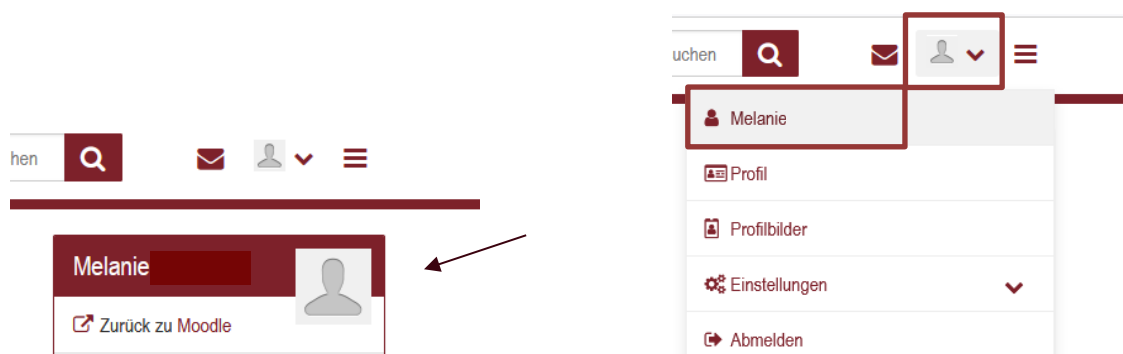 hen
Melanie
Zurück zu Moodle
uchen
Melanie
Profil
Profilbilder
Einstellungen
Abmelden